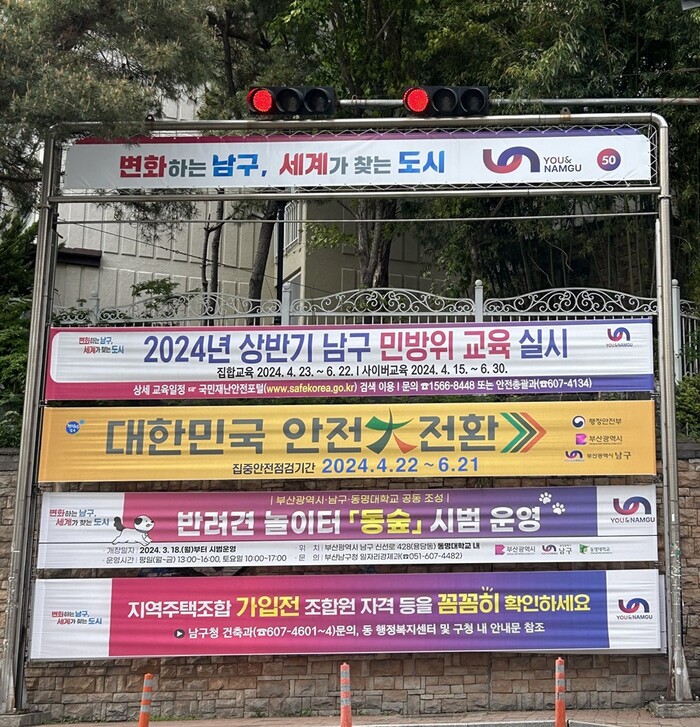 변화하는 남구, 세계가 찾는 도시
YOU&
NAMGU
50
변화하는 남구,
세계가 찾는 도시
2024년 상반기 남구 민방위 교육 실시
YOU&NAMGU
집합교육 2024. 4. 23. ~ 6. 22. l 사이버교육 2024. 4. 15. ~ 6. 30.
상세 교육일정 ☞ 국민재난안전포털(www.safekorea.go.kr) 검색 이용 l 문의 ☎1566-8448 또는 안전총괄과(☎607-4134)
대한민국 안전大전환
집중안전점검기간 2024.4.22 ~ 6.21
행정안전부
부산광역시
부산광역시 남구
변화하는 남구,
세계가 찾는 도시
| 부산광역시·남구·동명대학교 공동 조성 |
반려견 놀이터 「동숲」 시범 운영
YOU&NAMGU
· 개장일자 : 2024. 3. 18.(월)부터 시범운영
· 운영시간 : 평일(월~금) 13:00-16:00, 토요일 10:00-17:00
· 위 치 : 부산광역시 남구 신선로 428(용당동) 동명대학교 내
· 문 의 : 부산남구청 일자리경제과(☎051-607-4482)
부산광역시
부산광역시 남구
동명대학교
변화하는 남구,
세계가 찾는 도시
지역주택조합 가입전 조합원 자격 등을 꼼꼼히 확인하세요
YOU&NAMGU
남구청 건축과(☎607-4601~4)문의, 동 행정복지센터 및 구청 내 안내문 참조